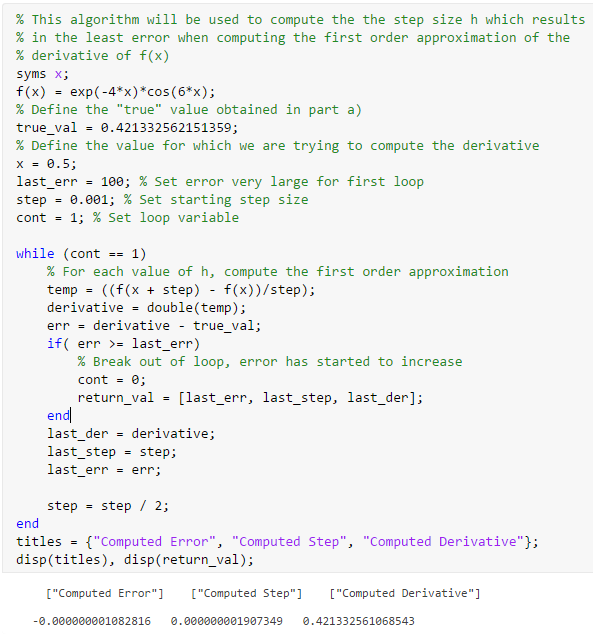 % This algorithm will be used to compute the the step size h which results
% in the least error when computing the first order approximation of the
% derivative of f(x)
syms x;
f(x) = exp(-4*x)*cos(6*x);
% Define the "true" value obtained in part a)
true_val = 0.421332562151359;
% Define the value for which we are trying to compute the derivative
x = 0.5;
last_err = 100; % Set error very large for first loop
step = 0.001; % Set starting step size
cont = 1; % Set loop variable

while (cont == 1)
    % For each value of h, compute the first order approximation
    temp = ((f(x + step) - f(x))/step);
    derivative = double(temp);
    err = derivative - true_val;
    if( err >= last_err)
        % Break out of loop, error has started to increase
        cont = 0;
        return_val = [last_err, last_step, last_der];
    end
    last_der = derivative;
    last_step = step;
    last_err = err;

    step = step / 2;
end
titles = {"Computed Error", "Computed Step", "Computed Derivative"};
disp(titles), disp(return_val);
["Computed Error"]    ["Computed Step"]    ["Computed Derivative"]
-0.000000001082816   0.000000001907349   0.421332561068543